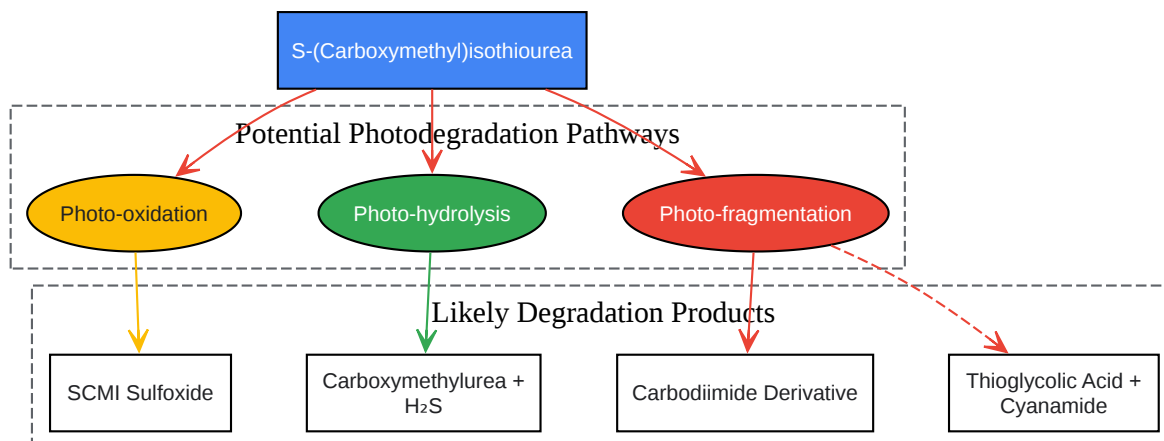 S-(Carboxymethyl)isothiourea
Potential Photodegradation Pathways
Photo-oxidation
Photo-hydrolysis
Photo-fragmentation
Likely Degradation Products
SCMI Sulfoxide
Carboxymethylurea +
H₂S
Carbodiimide Derivative
Thioglycolic Acid +
Cyanamide